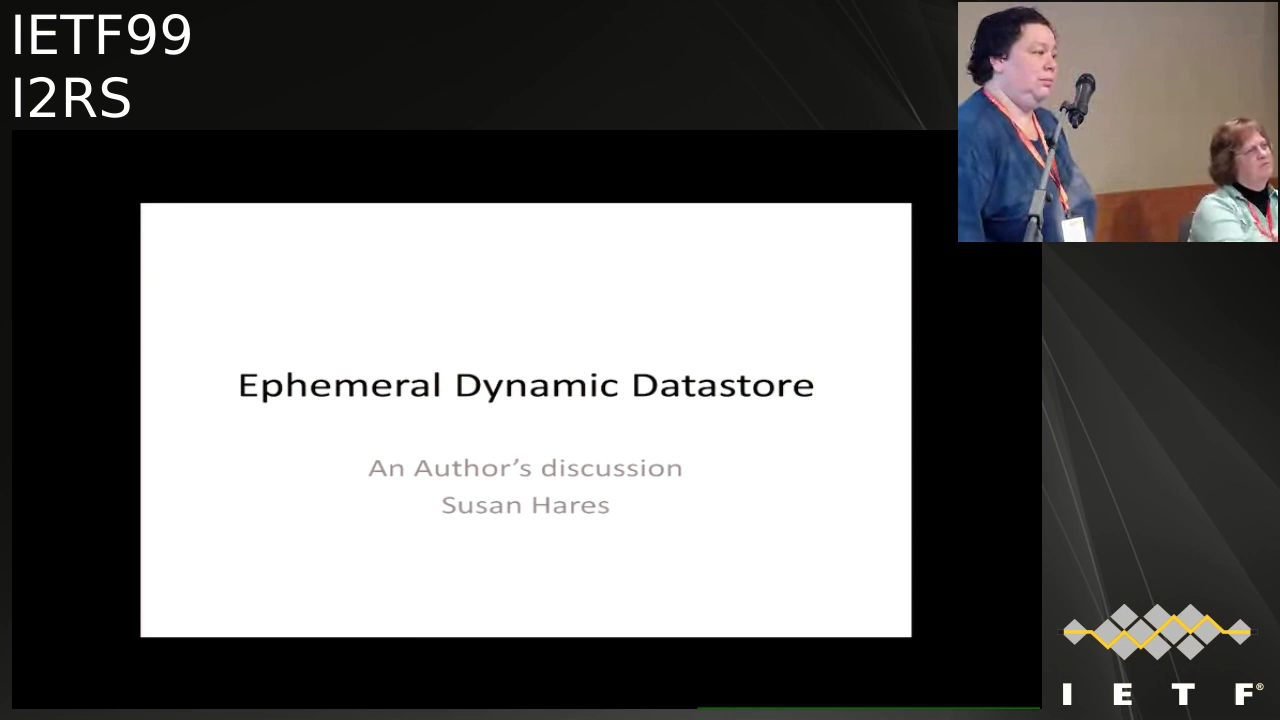 IETF99
I2RS
Ephemeral Dynamic Datastore
An Author’s discussion
Susan Hares
I E T F®